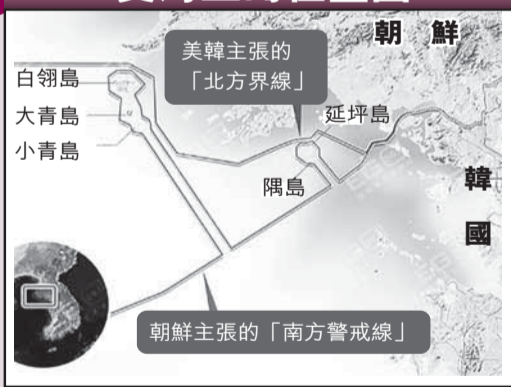 朝鮮
美韓主張的
「北方界線」
白翎島
大青島
小青島
延坪島
隅島
韓國
朝鮮主張的「南方警戒線」